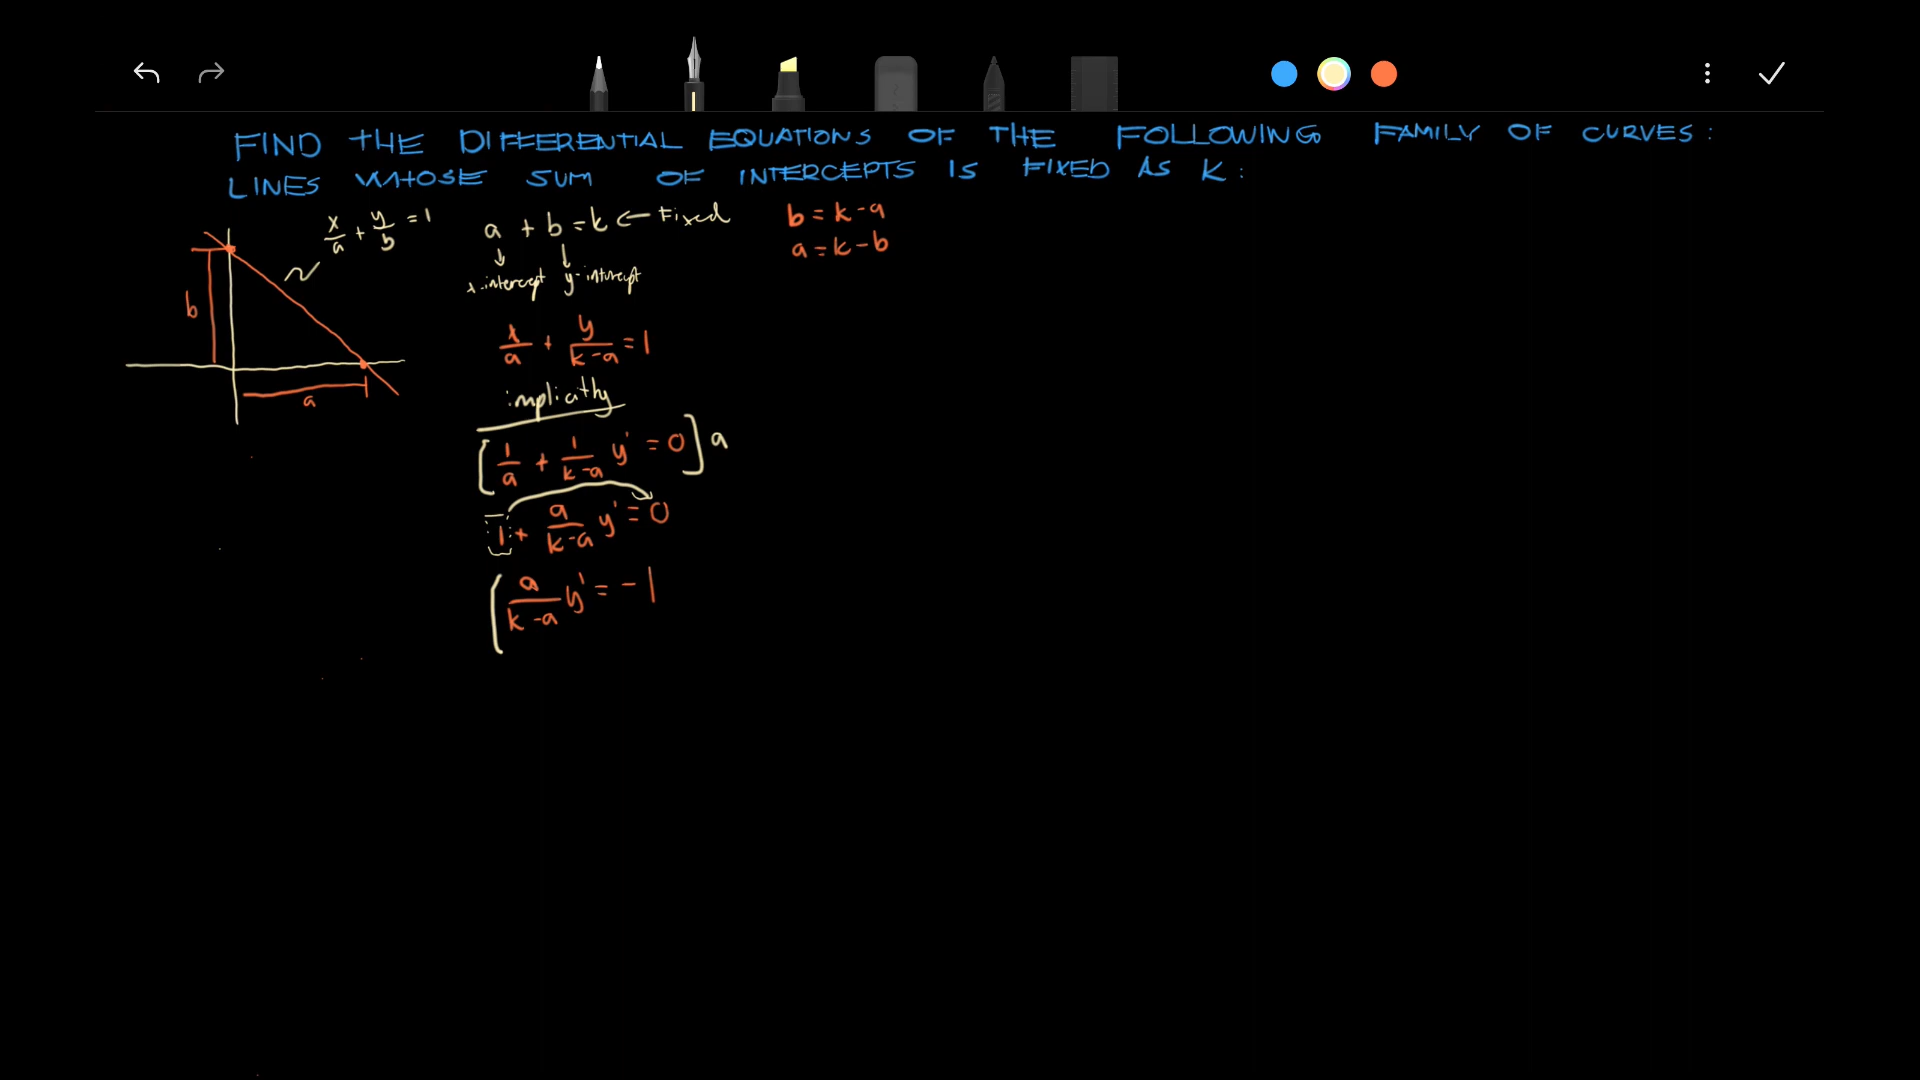 FIND THE DIFFERENTIAL EQUATIONS OF THE FOLLOWING FAMILY OF CURVES:
LINES WHOSE SUM OF INTERCEPTS IS FIXED AS K:
x/a + y/b = 1
a + b = k ← Fixed
x-intercept y-intercept
b = k - a
a = k - b
b
a
x/a + y/(k-a) = 1
implicitly
[1/a + 1/(k-a) y' = 0] a
1 + a/(k-a) y' = 0
( a/(k-a) y' = -1